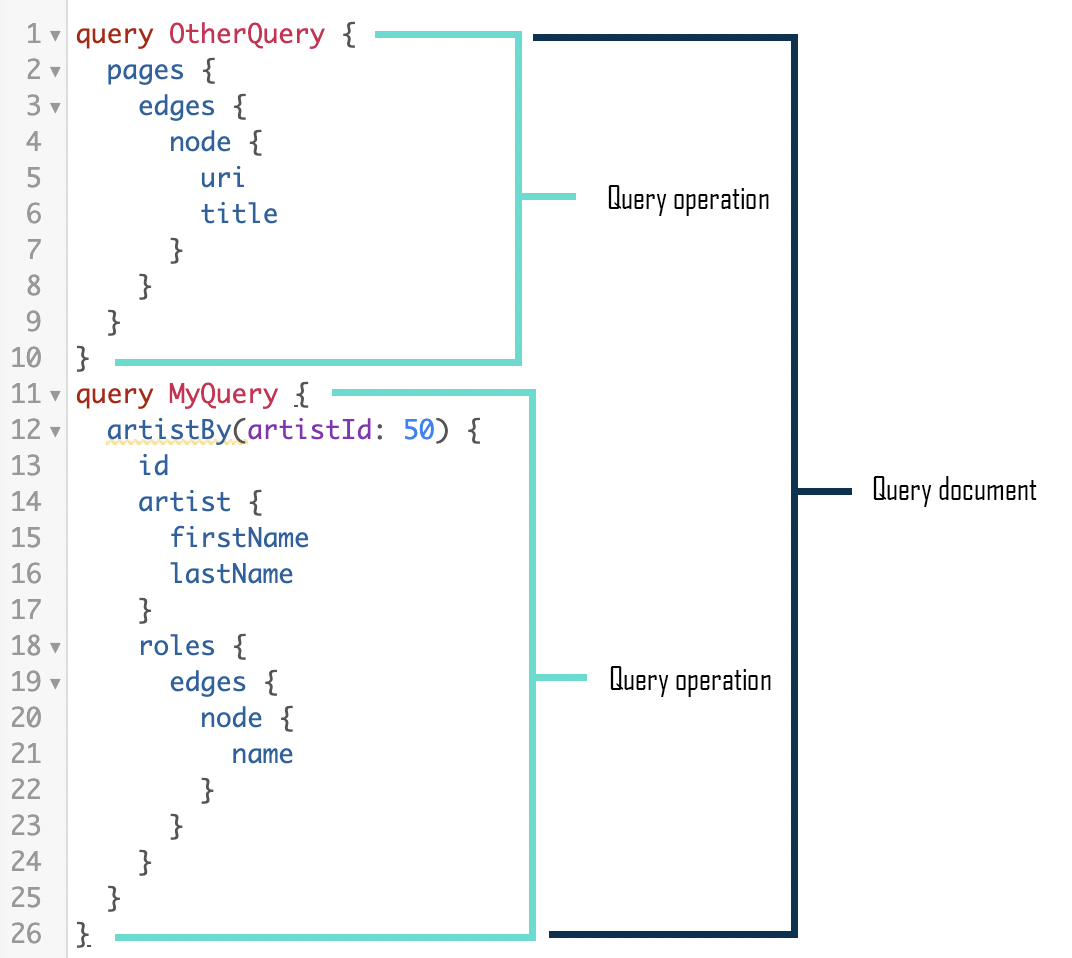 1 query OtherQuery {
2   pages {
3     edges {
4       node {
5         uri
6         title
7       }
8     }
9   }
10 }
11 query MyQuery {
12   artistBy(artistId: 50) {
13     id
14     artist {
15       firstName
16       lastName
17     }
18     roles {
19       edges {
20         node {
21           name
22         }
23       }
24     }
25   }
26 }
Query operation
Query operation
Query document